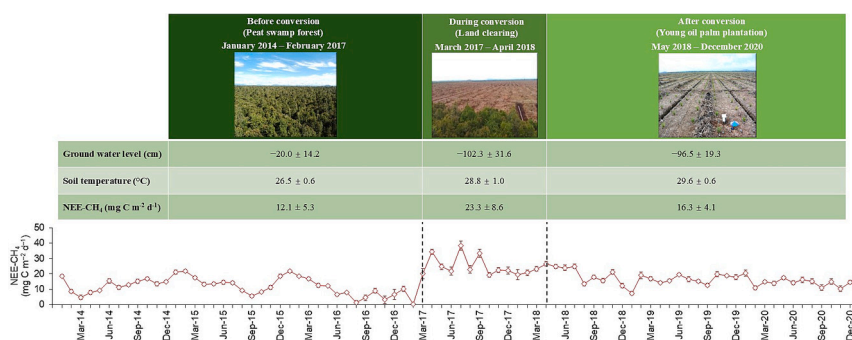 Before conversion
(Peat swamp forest)
January 2014 – February 2017
During conversion
(Land clearing)
March 2017 – April 2018
After conversion
(Young oil palm plantation)
May 2018 – December 2020
Ground water level (cm) −20.0 ± 14.2 −102.3 ± 31.6 −96.5 ± 19.3
Soil temperature (°C) 26.5 ± 0.6 28.8 ± 1.0 29.6 ± 0.6
NEE-CH₄ (mg C m⁻² d⁻¹) 12.1 ± 5.3 23.3 ± 8.6 16.3 ± 4.1
NEE-CH₄
(mg C m⁻² d⁻¹)
50
40
30
20
10
0
Mar-14
Jun-14
Sep-14
Dec-14
Mar-15
Jun-15
Sep-15
Dec-15
Mar-16
Jun-16
Sep-16
Dec-16
Mar-17
Jun-17
Sep-17
Dec-17
Mar-18
Jun-18
Sep-18
Dec-18
Mar-19
Jun-19
Sep-19
Dec-19
Mar-20
Jun-20
Sep-20
Dec-20